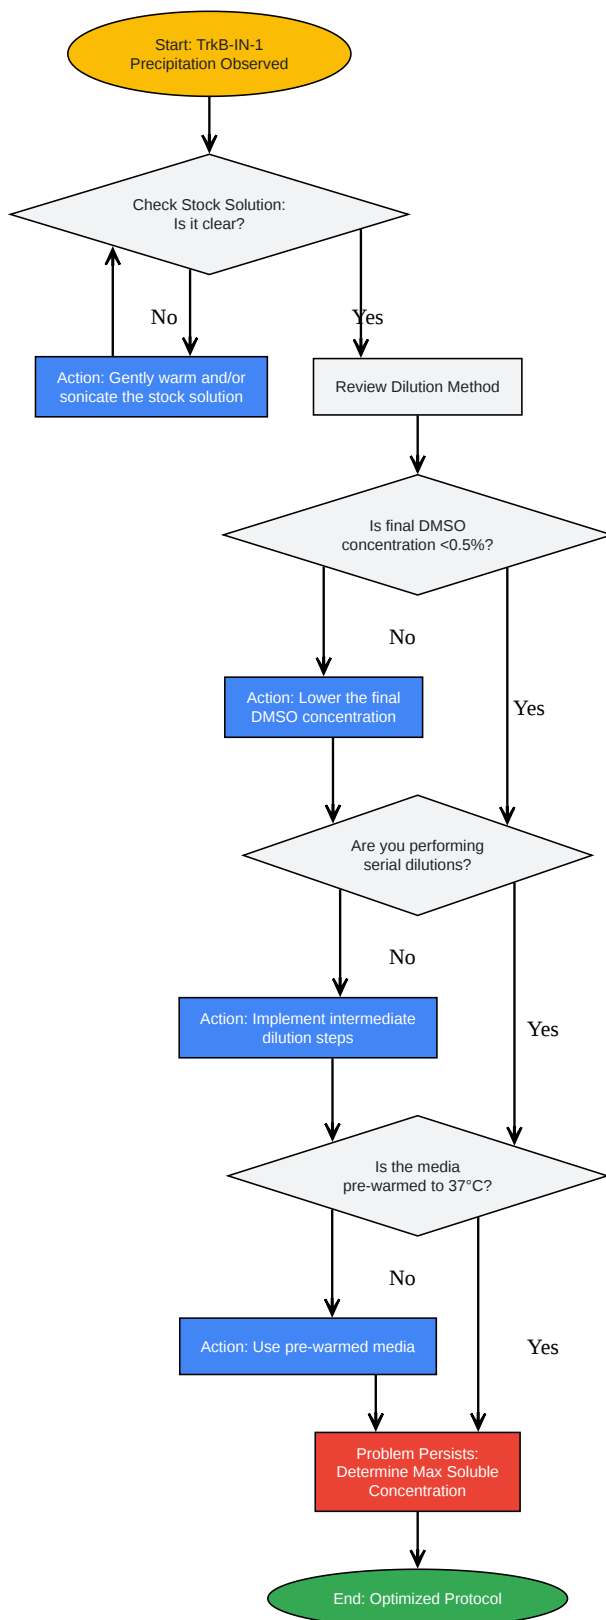 Start: TrkB-IN-1
Precipitation Observed
Check Stock Solution:
Is it clear?
No
Yes
Action: Gently warm and/or
sonicate the stock solution
Review Dilution Method
Is final DMSO
concentration <0.5%?
No
Action: Lower the final
DMSO concentration
Yes
Are you performing
serial dilutions?
No
Action: Implement intermediate
dilution steps
Yes
Is the media
pre-warmed to 37°C?
No
Action: Use pre-warmed media
Yes
Problem Persists:
Determine Max Soluble
Concentration
End: Optimized Protocol